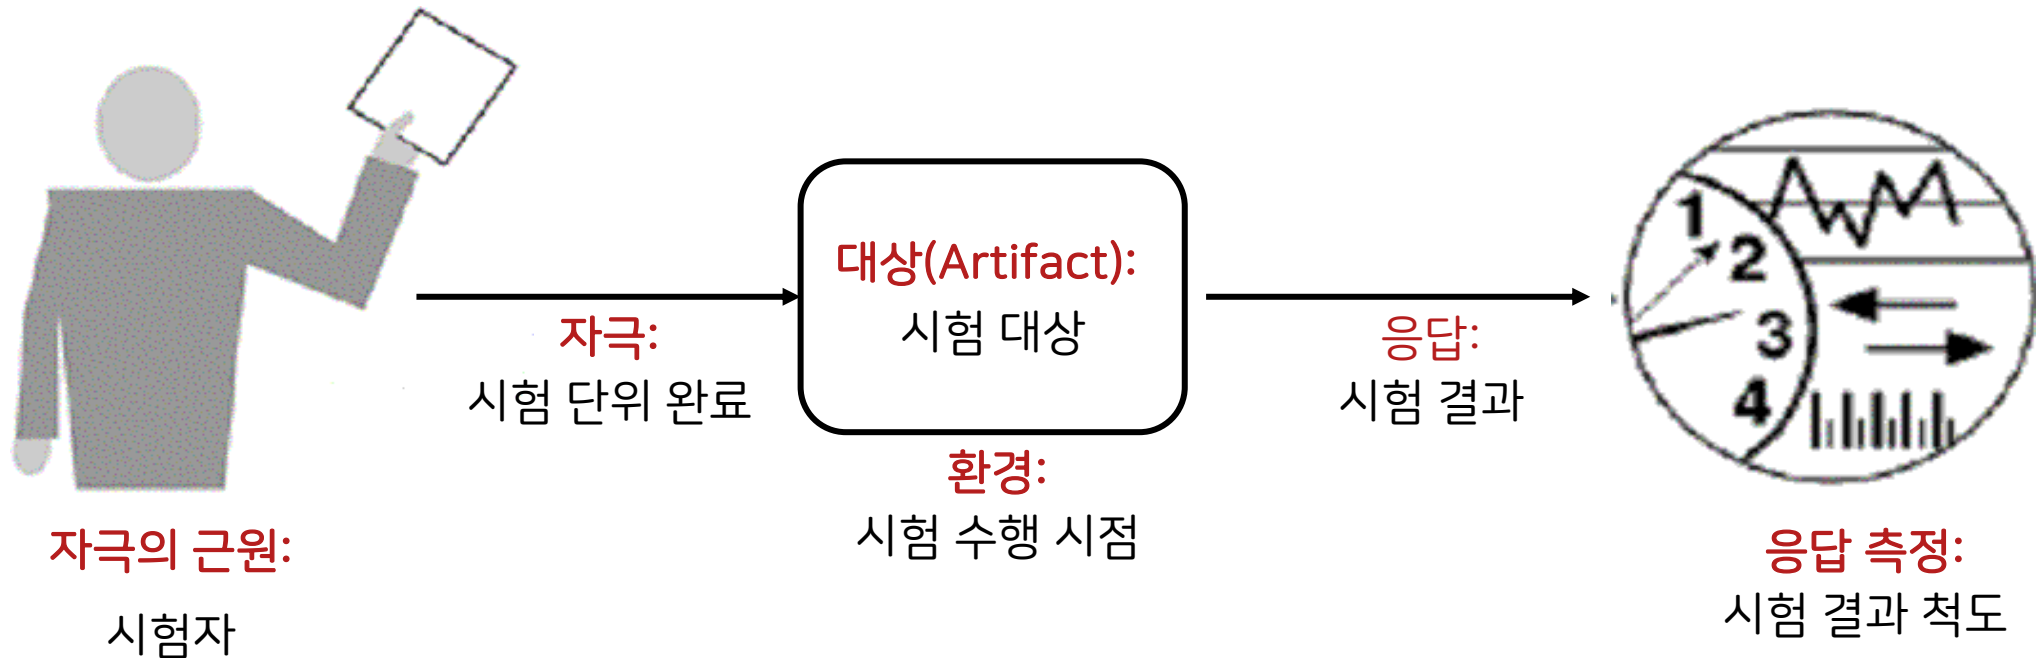 자극의 근원:
시험자
자극:
시험 단위 완료
대상(Artifact):
시험 대상
환경:
시험 수행 시점
응답:
시험 결과
1
2
3
4
응답 측정:
시험 결과 척도